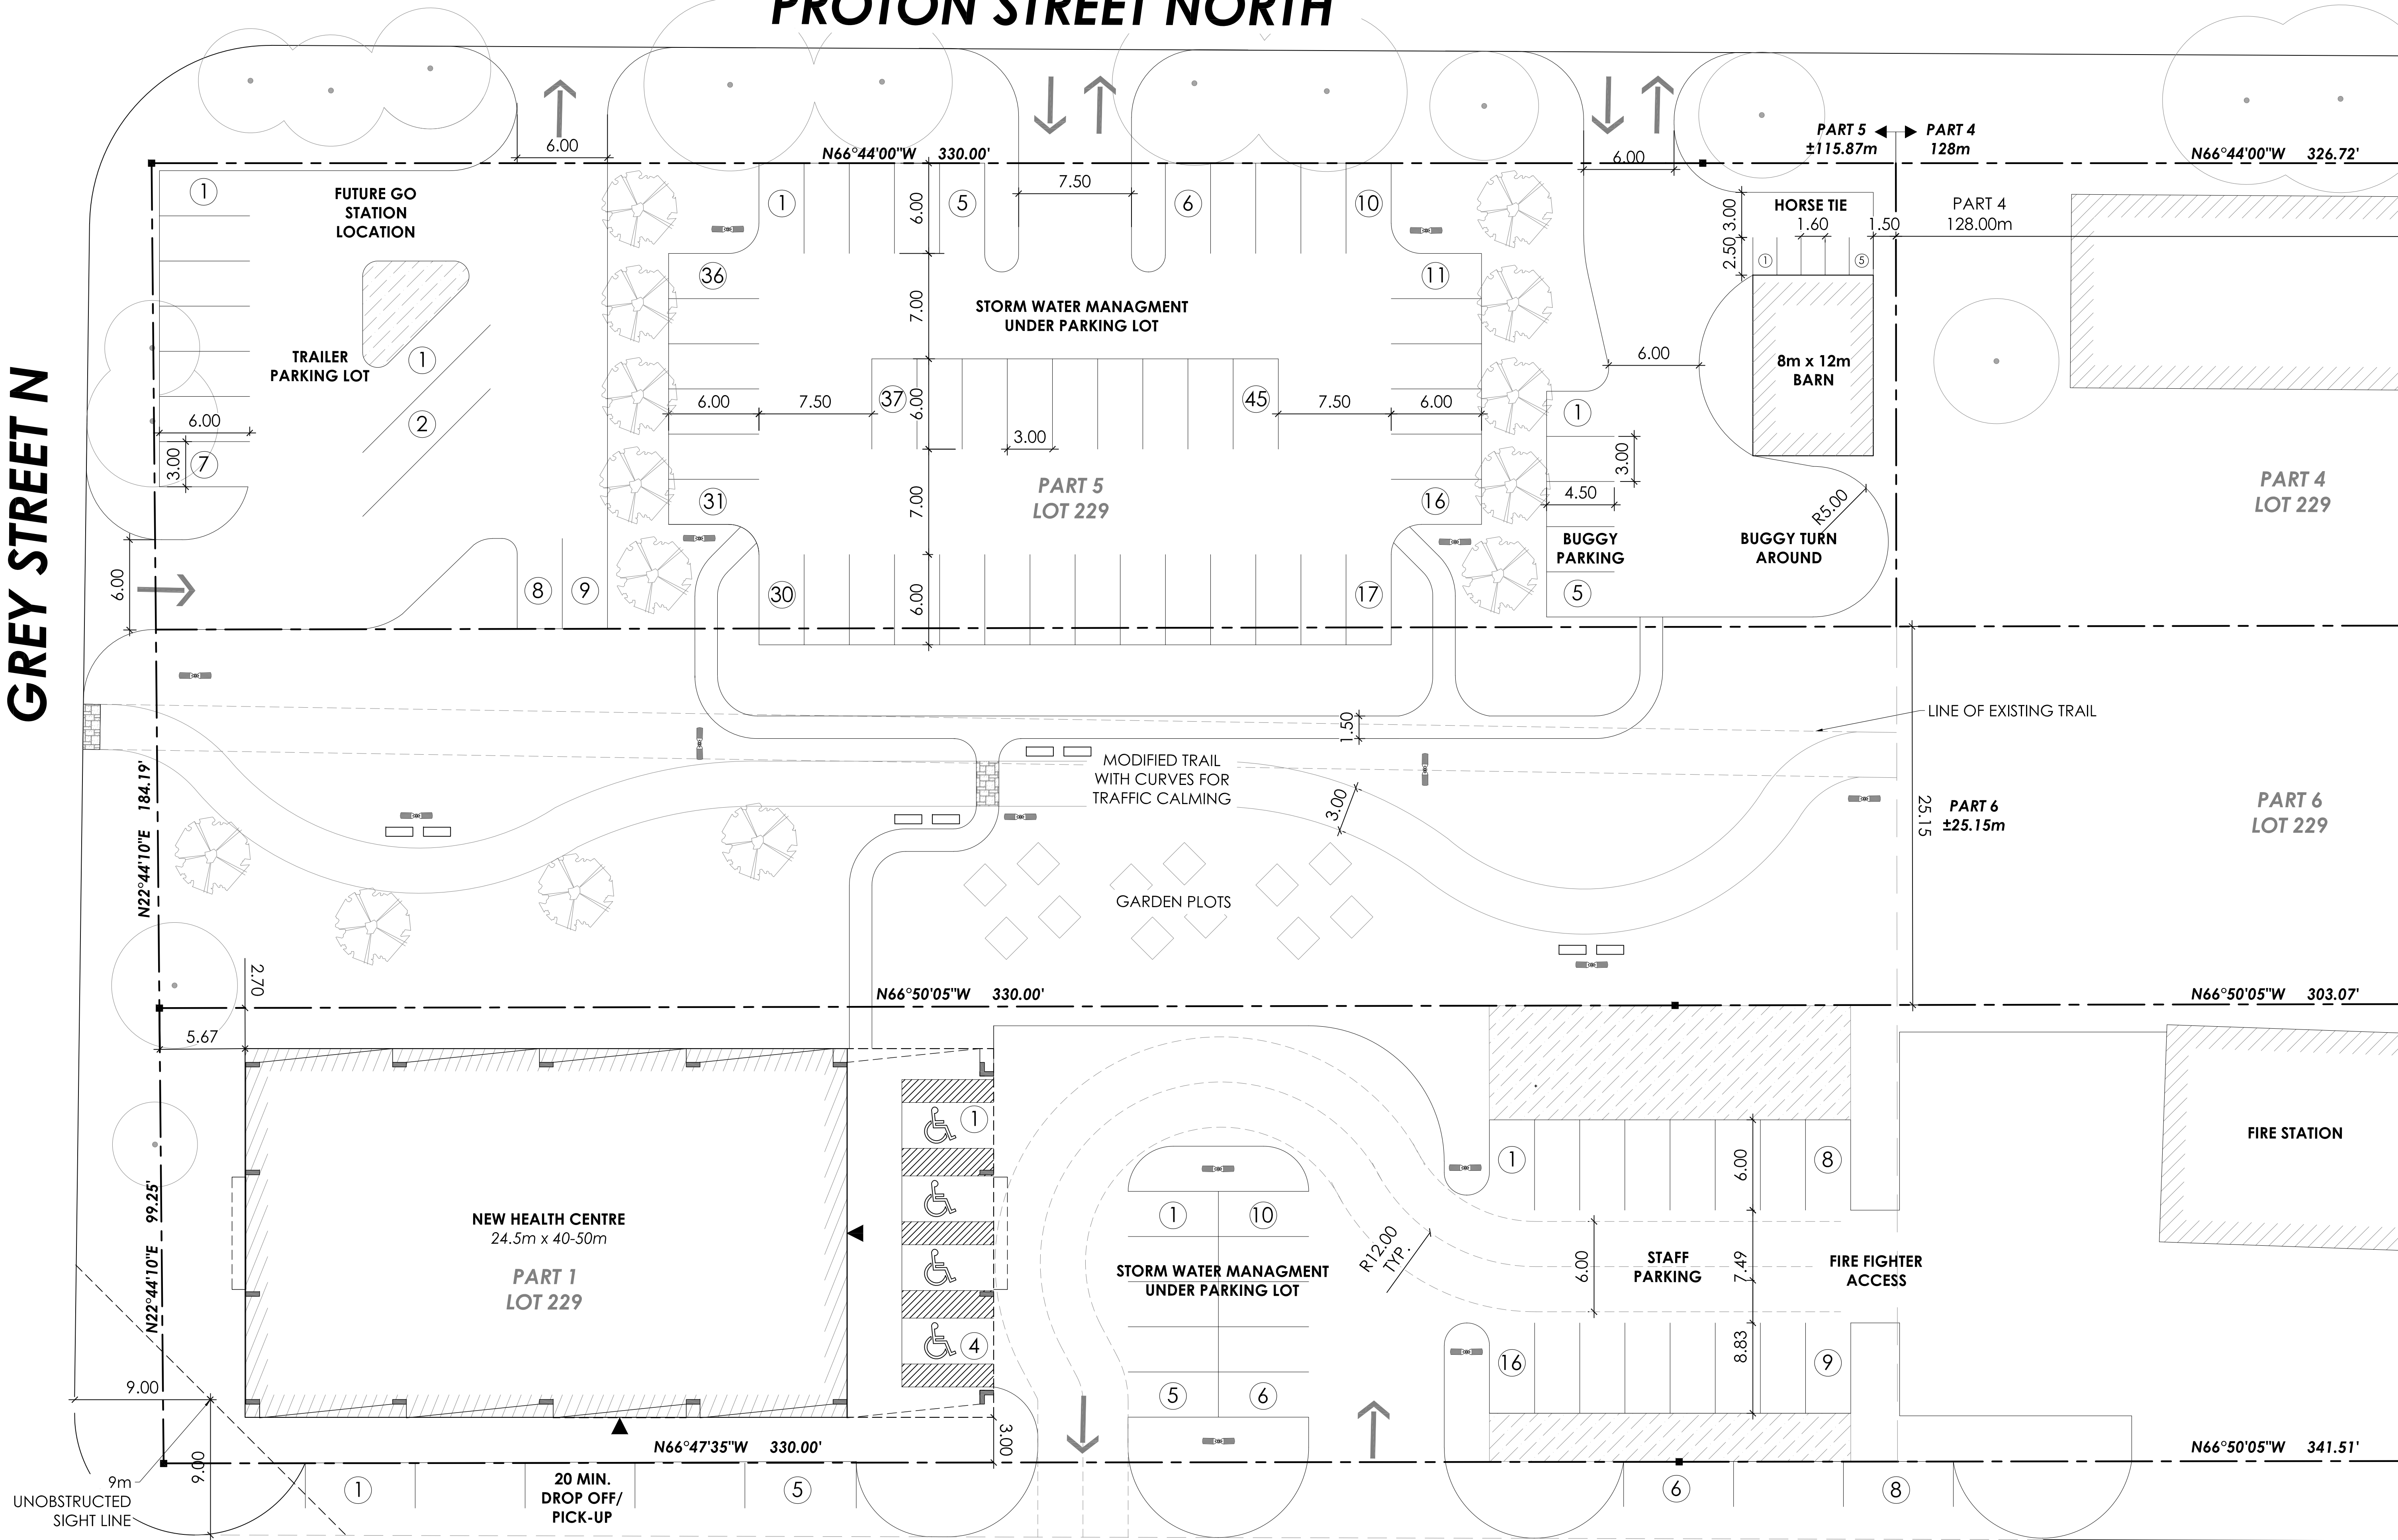 PROTON STREET NORTH
GREY STREET N
6.00
N66°44'00"W 330.00'
6.00
PART 5 PART 4
±115.87m 128m
N66°44'00"W 326.72'
1
FUTURE GO
STATION
LOCATION
1
6.00
5
7.50
6
10
3.00
HORSE TIE
1.60
1.50
PART 4
128.00m
2.50
1
5
36
11
7.00
STORM WATER MANAGMENT
UNDER PARKING LOT
TRAILER
PARKING LOT
1
2
6.00
8m x 12m
BARN
6.00
7.50
37
6.00
45
7.50
6.00
1
3.00
6.00
3.00
7
3.00
4.50
31
7.00
PART 5
LOT 229
16
R5.00
PART 4
LOT 229
BUGGY
PARKING
BUGGY TURN
AROUND
6.00
8
9
30
6.00
17
5
LINE OF EXISTING TRAIL
1.50
N22°44'10"E 184.19'
MODIFIED TRAIL
WITH CURVES FOR
TRAFFIC CALMING
3.00
25.15
PART 6
±25.15m
PART 6
LOT 229
GARDEN PLOTS
2.70
N66°50'05"W 330.00'
N66°50'05"W 303.07'
5.67
1
1
6.00
8
FIRE STATION
N22°44'10"E 99.25'
NEW HEALTH CENTRE
24.5m x 40-50m
PART 1
LOT 229
1
10
STORM WATER MANAGMENT
UNDER PARKING LOT
R12.00
TYP.
6.00
STAFF
PARKING
7.49
FIRE FIGHTER
ACCESS
4
8.83
16
9
9.00
5
6
3.00
N66°47'35"W 330.00'
N66°50'05"W 341.51'
9.00
9m
UNOBSTRUCTED
SIGHT LINE
1
20 MIN.
DROP OFF/
PICK-UP
5
6
8